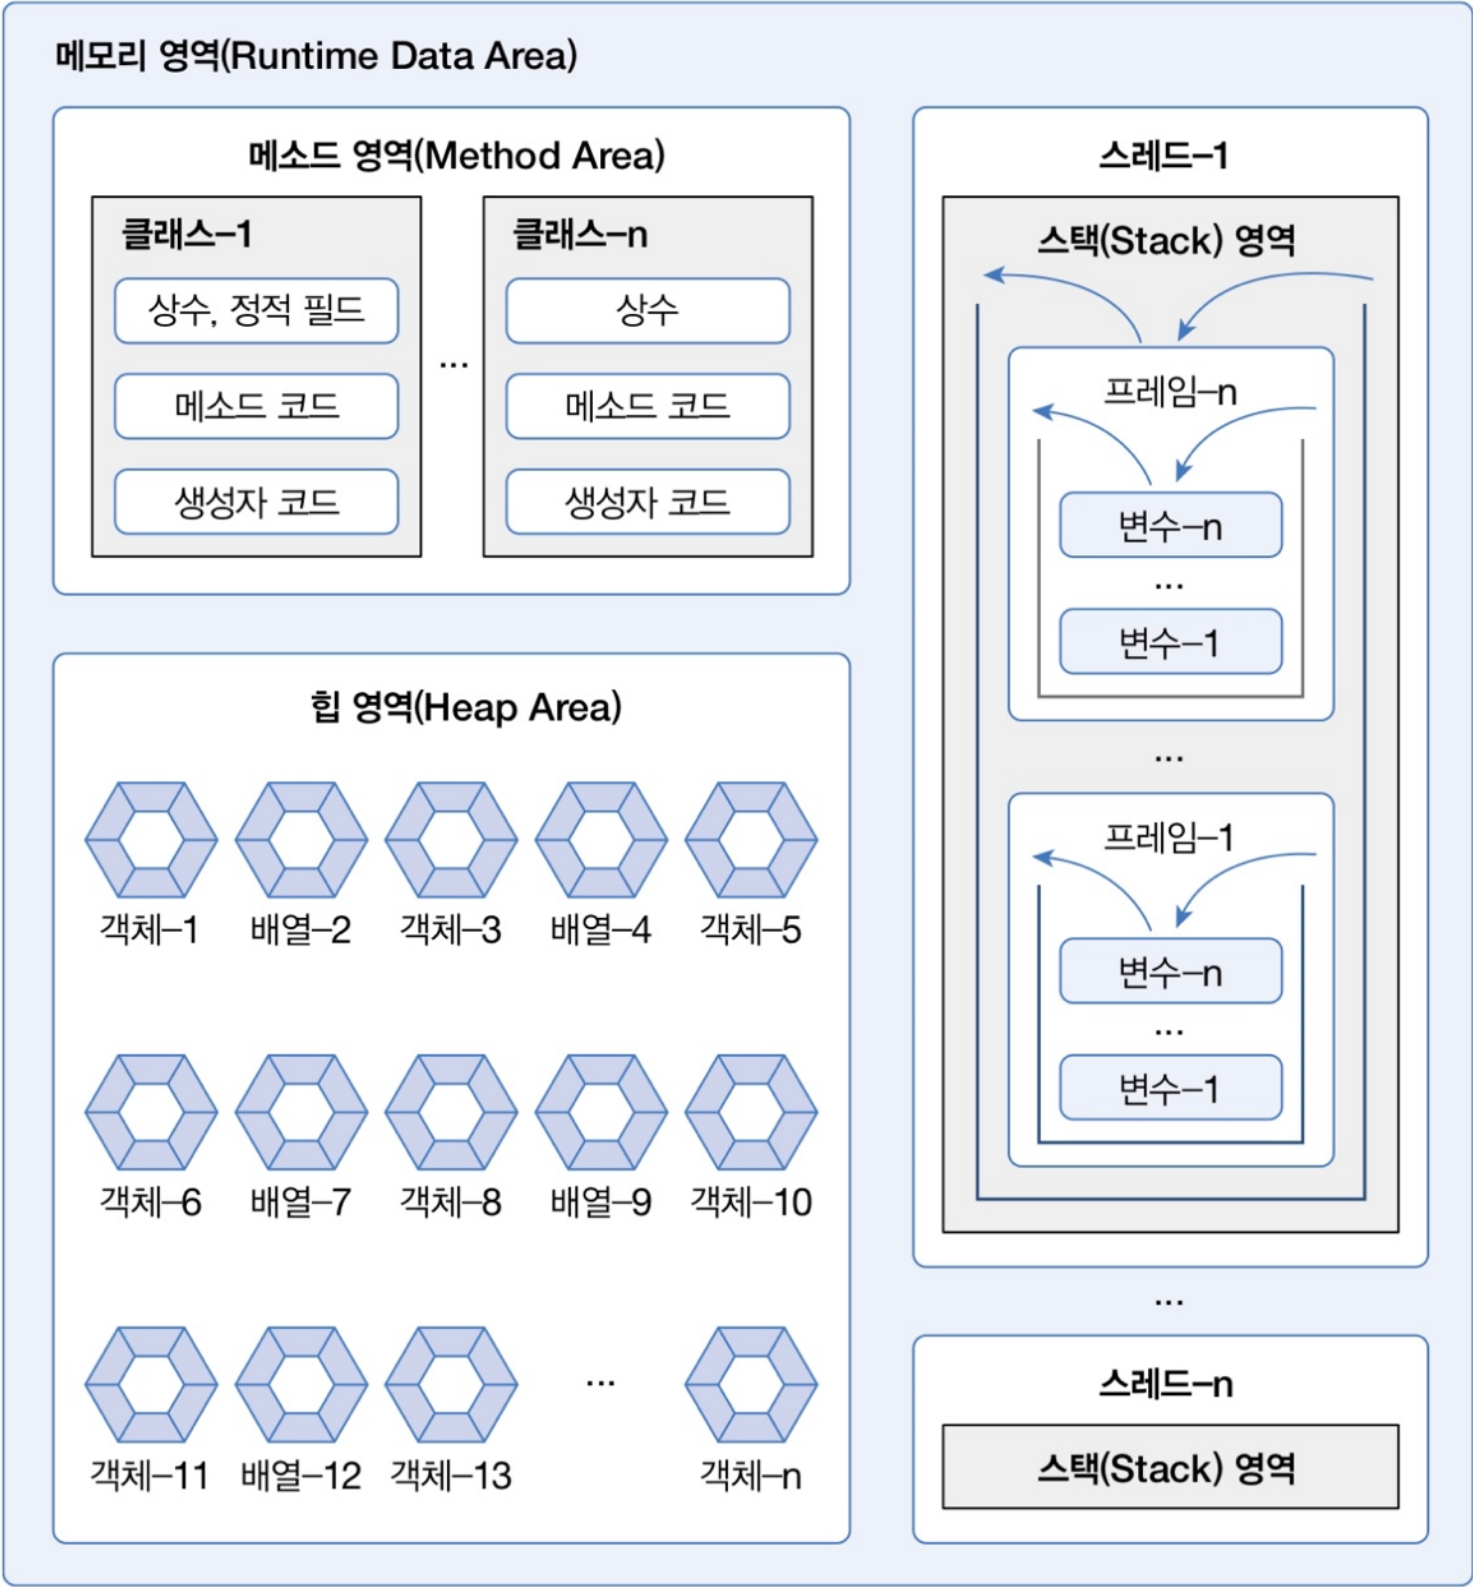 메모리 영역(Runtime Data Area)
메소드 영역(Method Area)
클래스–1
상수, 정적 필드
메소드 코드
생성자 코드
...
클래스–n
상수
메소드 코드
생성자 코드
힙 영역(Heap Area)
객체–1 배열–2 객체–3 배열–4 객체–5
객체–6 배열–7 객체–8 배열–9 객체–10
...
객체–11 배열–12 객체–13 객체–n
스레드–1
스택(Stack) 영역
프레임–n
변수–n
...
변수–1
...
프레임–1
변수–n
...
변수–1
...
스레드–n
스택(Stack) 영역